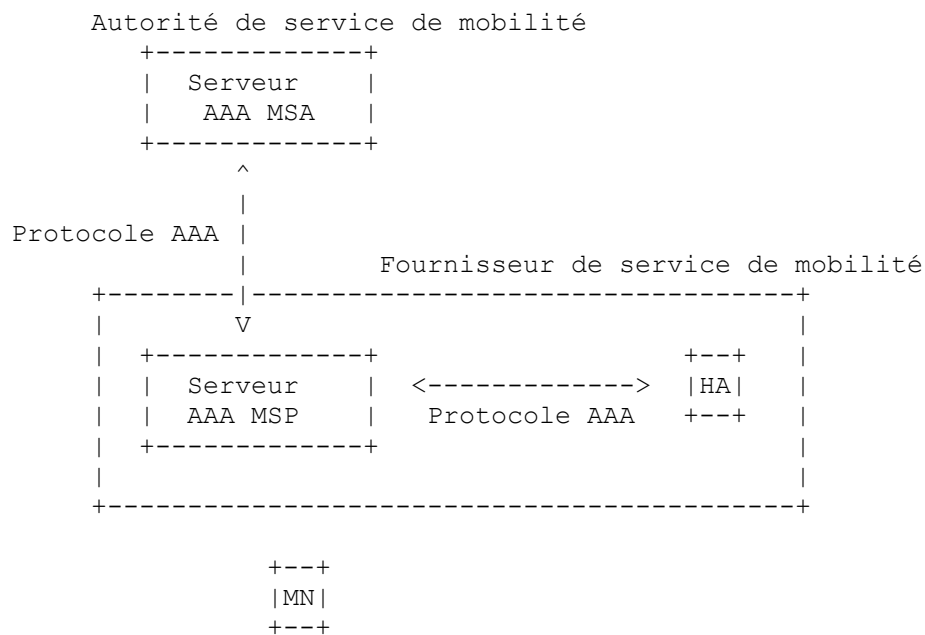 Autorité de service de mobilité
Serveur
AAA MSA
Protocole AAA
Fournisseur de service de mobilité
Serveur
AAA MSP
HA
Protocole AAA
MN